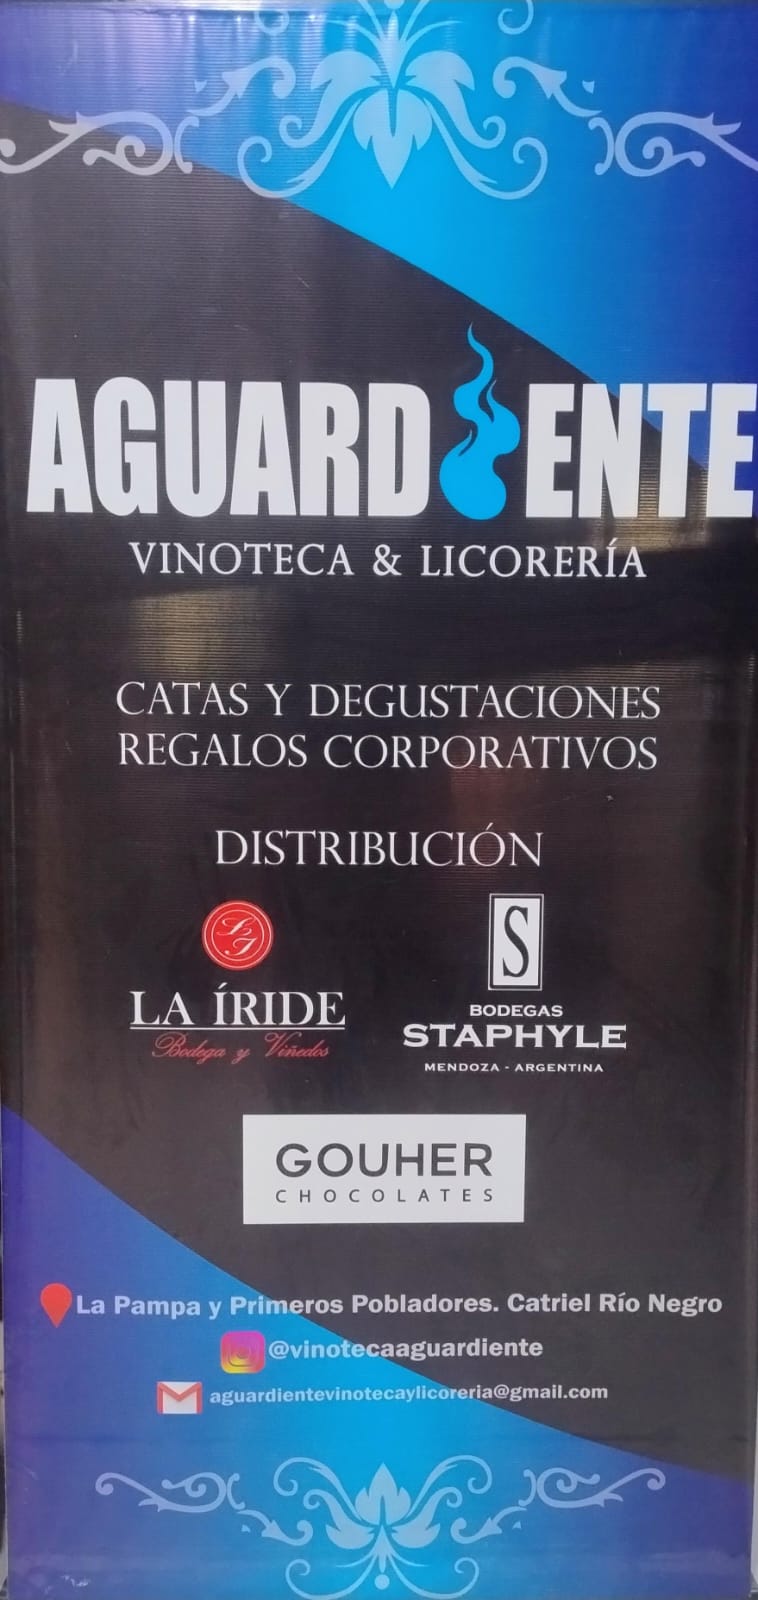 AGUARDIENTE
VINOTECA & LICORERÍA
CATAS Y DEGUSTACIONES
REGALOS CORPORATIVOS
DISTRIBUCIÓN
LI
LA ÍRIDE
Bodega y Viñedos
S
BODEGAS
STAPHYLE
MENDOZA - ARGENTINA
GOUHER
CHOCOLATES
La Pampa y Primeros Pobladores. Catriel Río Negro
@vinotecaaguardiente
aguardientevinotecaylicoreria@gmail.com